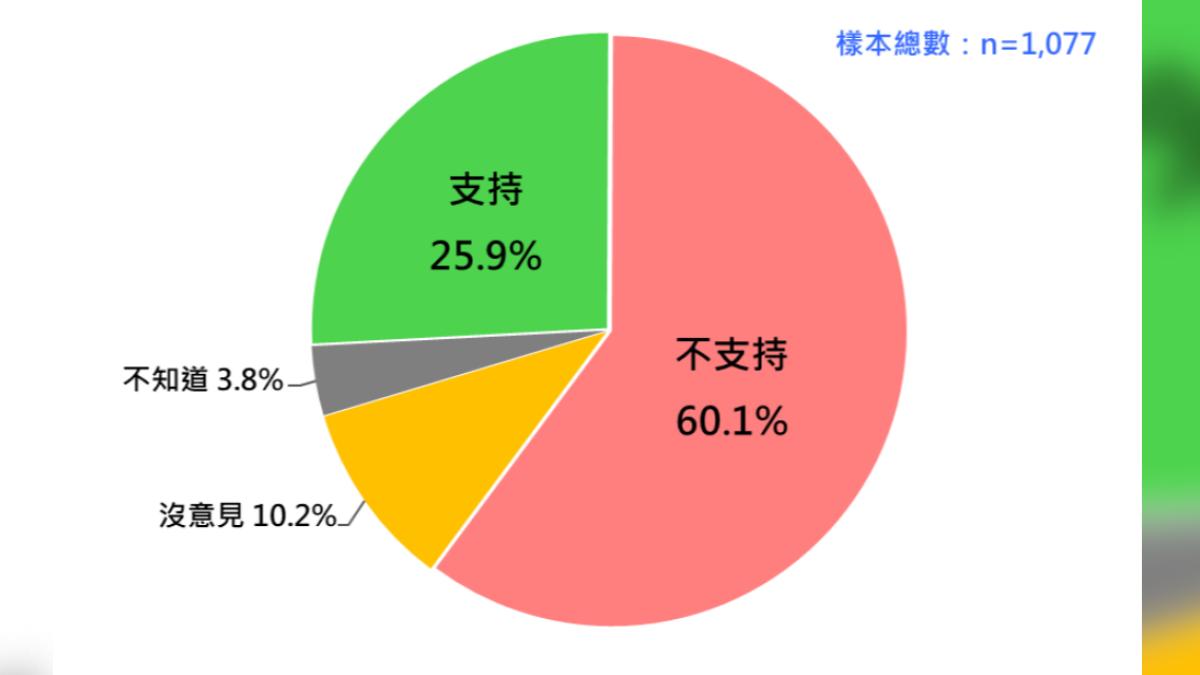 樣本總數：n=1,077
支持
25.9%
不支持
60.1%
不知道 3.8%
沒意見 10.2%